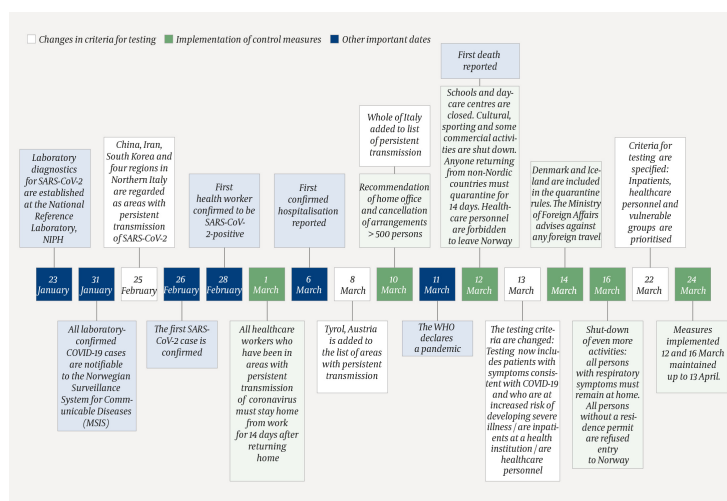 Changes in criteria for testing
Implementation of control measures
Other important dates
Laboratory
diagnostics
for SARS-CoV-2
are established
at the National
Reference
Laboratory,
NIPH
China, Iran,
South Korea and
four regions in
Northern Italy
are regarded
as areas with
persistent
transmission
of SARS-CoV-2
First
health worker
confirmed to be
SARS-CoV-
2-positive
First
confirmed
hospitalisation
reported
Whole of Italy
added to list
of persistent
transmission
Recommendation
of home office
and cancellation
of arrangements
> 500 persons
First death
reported
Schools and day-
care centres are
closed. Cultural,
sporting and some
commercial activi-
ties are shut down.
Anyone returning
from non-Nordic
countries must
quarantine for
14 days. Health-
care personnel
are forbidden
to leave Norway
Denmark and Ice-
land are included
in the quarantine
rules. The Ministry
of Foreign Affairs
advises against
any foreign travel
Criteria for
testing are
specified:
Inpatients,
healthcare
personnel and
vulnerable
groups are
prioritised
23
January
31
January
25
February
26
February
28
February
1
March
6
March
8
March
10
March
11
March
12
March
13
March
14
March
16
March
22
March
24
March
All laboratory-
confirmed
COVID-19 cases
are notifiable
to the Norwegian
Surveillance
System for Com-
municable Diseases
(MSIS)
The first SARS-
CoV-2 case is
confirmed
All healthcare
workers who
have been in
areas with
persistent
transmission
of coronavirus
must stay home
from work
for 14 days after
returning
home
Tyrol, Austria
is added to
the list of areas
with persistent
transmission
The WHO
declares
a pandemic
The testing crite-
ria are changed:
Testing now includes
patients with
symptoms consis-
tent with COVID-19
and who are at
increased risk of
developing severe
illness / are inpati-
ents at a health
institution / are
healthcare
personnel
Shut-down
of even more
activities:
all persons
with respiratory
symptoms must
remain at home.
All persons
without a resi-
dence permit
are refused
entry
to Norway
Measures
implemented
12 and 16 March
maintained
up to 13 April.